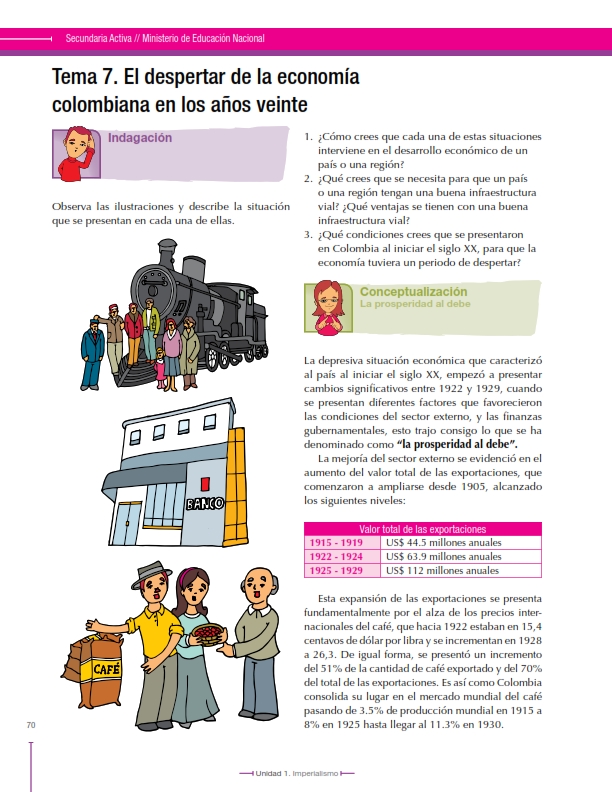 Secundaria Activa // Ministerio de Educación Nacional
Tema 7. El despertar de la economía
colombiana en los años veinte
Indagación
Observa las ilustraciones y describe la situación
que se presentan en cada una de ellas.
BANCO
CAFÉ
1. ¿Cómo crees que cada una de estas situaciones
interviene en el desarrollo económico de un
país o una región?
2. ¿Qué crees que se necesita para que un país
o una región tengan una buena infraestructura
vial? ¿Qué ventajas se tienen con una buena
infraestructura vial?
3. ¿Qué condiciones crees que se presentaron
en Colombia al iniciar el siglo XX, para que la
economía tuviera un periodo de despertar?
Conceptualización
La prosperidad al debe
La depresiva situación económica que caracterizó
al país al iniciar el siglo XX, empezó a presentar
cambios significativos entre 1922 y 1929, cuando
se presentan diferentes factores que favorecieron
las condiciones del sector externo, y las finanzas
gubernamentales, esto trajo consigo lo que se ha
denominado como “la prosperidad al debe”.
La mejoría del sector externo se evidenció en el
aumento del valor total de las exportaciones, que
comenzaron a ampliarse desde 1905, alcanzado
los siguientes niveles:
Valor total de las exportaciones
1915 - 1919 US$ 44.5 millones anuales
1922 - 1924 US$ 63.9 millones anuales
1925 - 1929 US$ 112 millones anuales
Esta expansión de las exportaciones se presenta
fundamentalmente por el alza de los precios inter-
nacionales del café, que hacia 1922 estaban en 15,4
centavos de dólar por libra y se incrementan en 1928
a 26,3. De igual forma, se presentó un incremento
del 51% de la cantidad de café exportado y del 70%
del total de las exportaciones. Es así como Colombia
consolida su lugar en el mercado mundial del café
pasando de 3.5% de producción mundial en 1915 a
8% en 1925 hasta llegar al 11.3% en 1930.
70
Unidad 1. Imperialismo